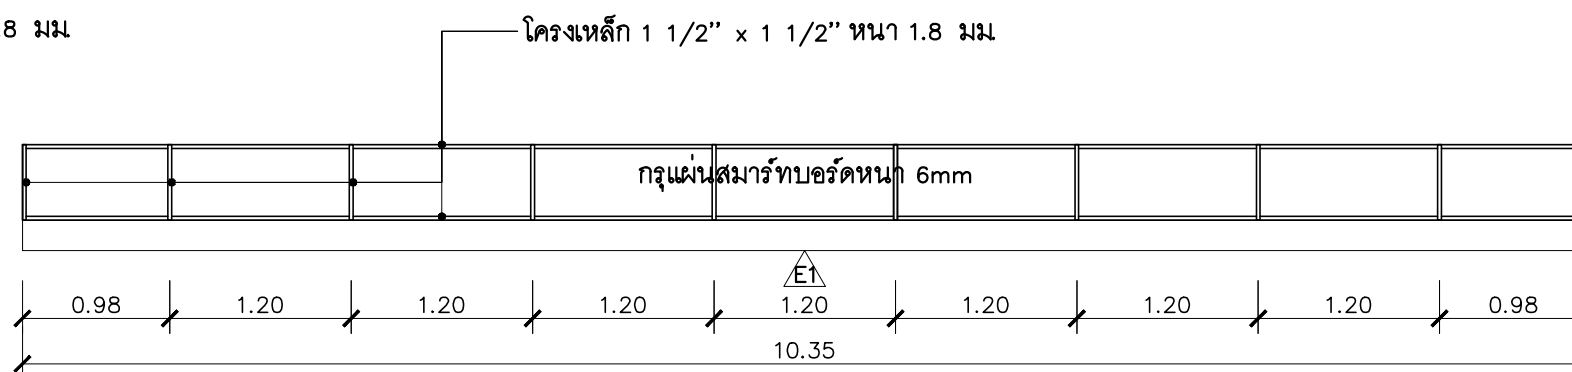 8 มม.
โครงเหล็ก 1 1/2" x 1 1/2" หนา 1.8 มม.
กรุแผ่นสมาร์ทบอร์ดหนา 6mm
E1
0.98 1.20 1.20 1.20 1.20 1.20 1.20 1.20 0.98
10.35